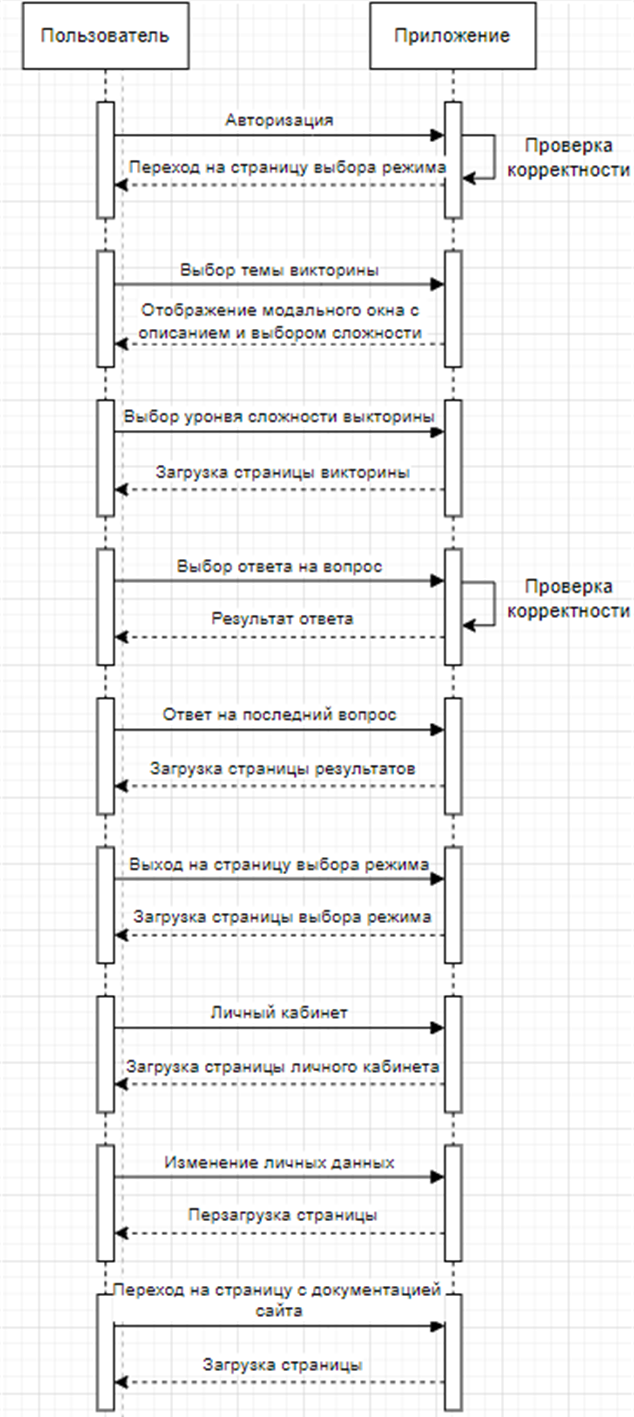 Пользователь
Приложение
Авторизация
Проверка
корректности
Переход на страницу выбора режима
Выбор темы викторины
Отображение модального окна с
описанием и выбором сложности
Выбор уронвя сложности выкторины
Загрузка страницы викторины
Выбор ответа на вопрос
Проверка
корректности
Результат ответа
Ответ на последний вопрос
Загрузка страницы результатов
Выход на страницу выбора режима
Загрузка страницы выбора режима
Личный кабинет
Загрузка страницы личного кабинета
Изменение личных данных
Перзагрузка страницы
Переход на страницу с документацией
сайта
Загрузка страницы